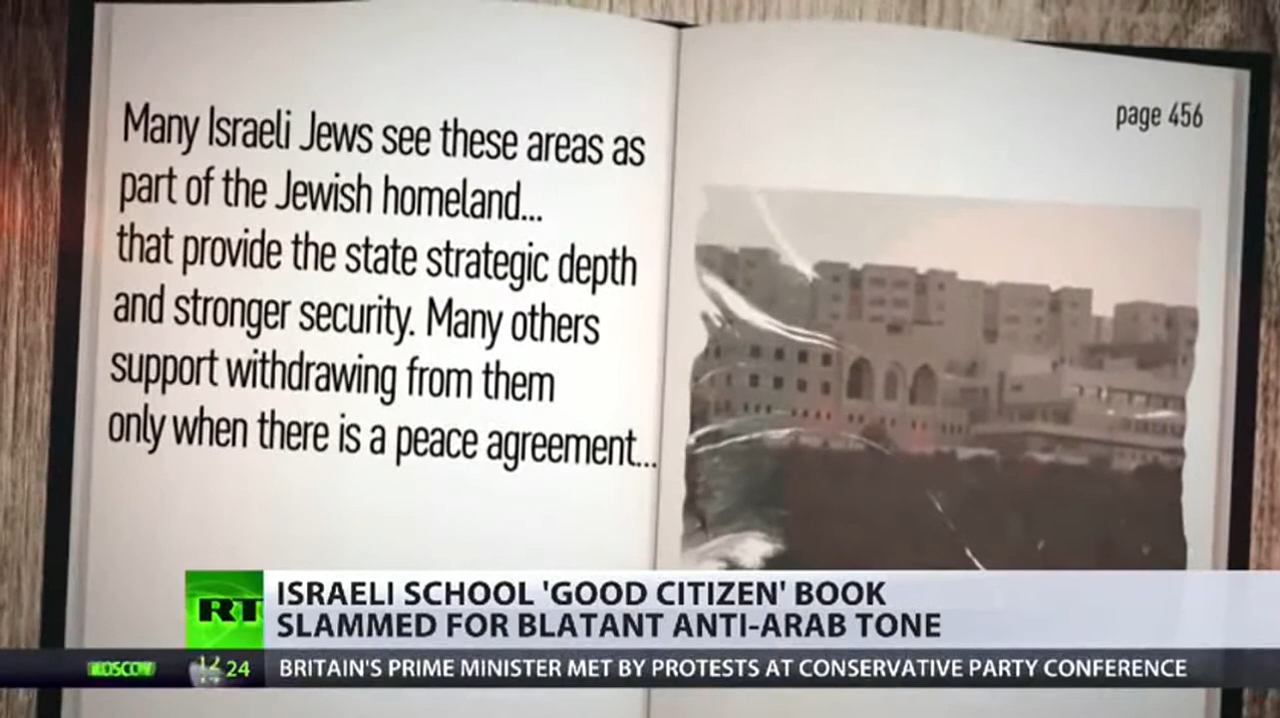 Many Israeli Jews see these areas as
part of the Jewish homeland...
that provide the state strategic depth
and stronger security. Many others
support withdrawing from them
only when there is a peace agreement...
page 456
RT
ISRAELI SCHOOL 'GOOD CITIZEN' BOOK
SLAMMED FOR BLATANT ANTI-ARAB TONE
MOSCOW
24
BRITAIN'S PRIME MINISTER MET BY PROTESTS AT CONSERVATIVE PARTY CONFERENCE